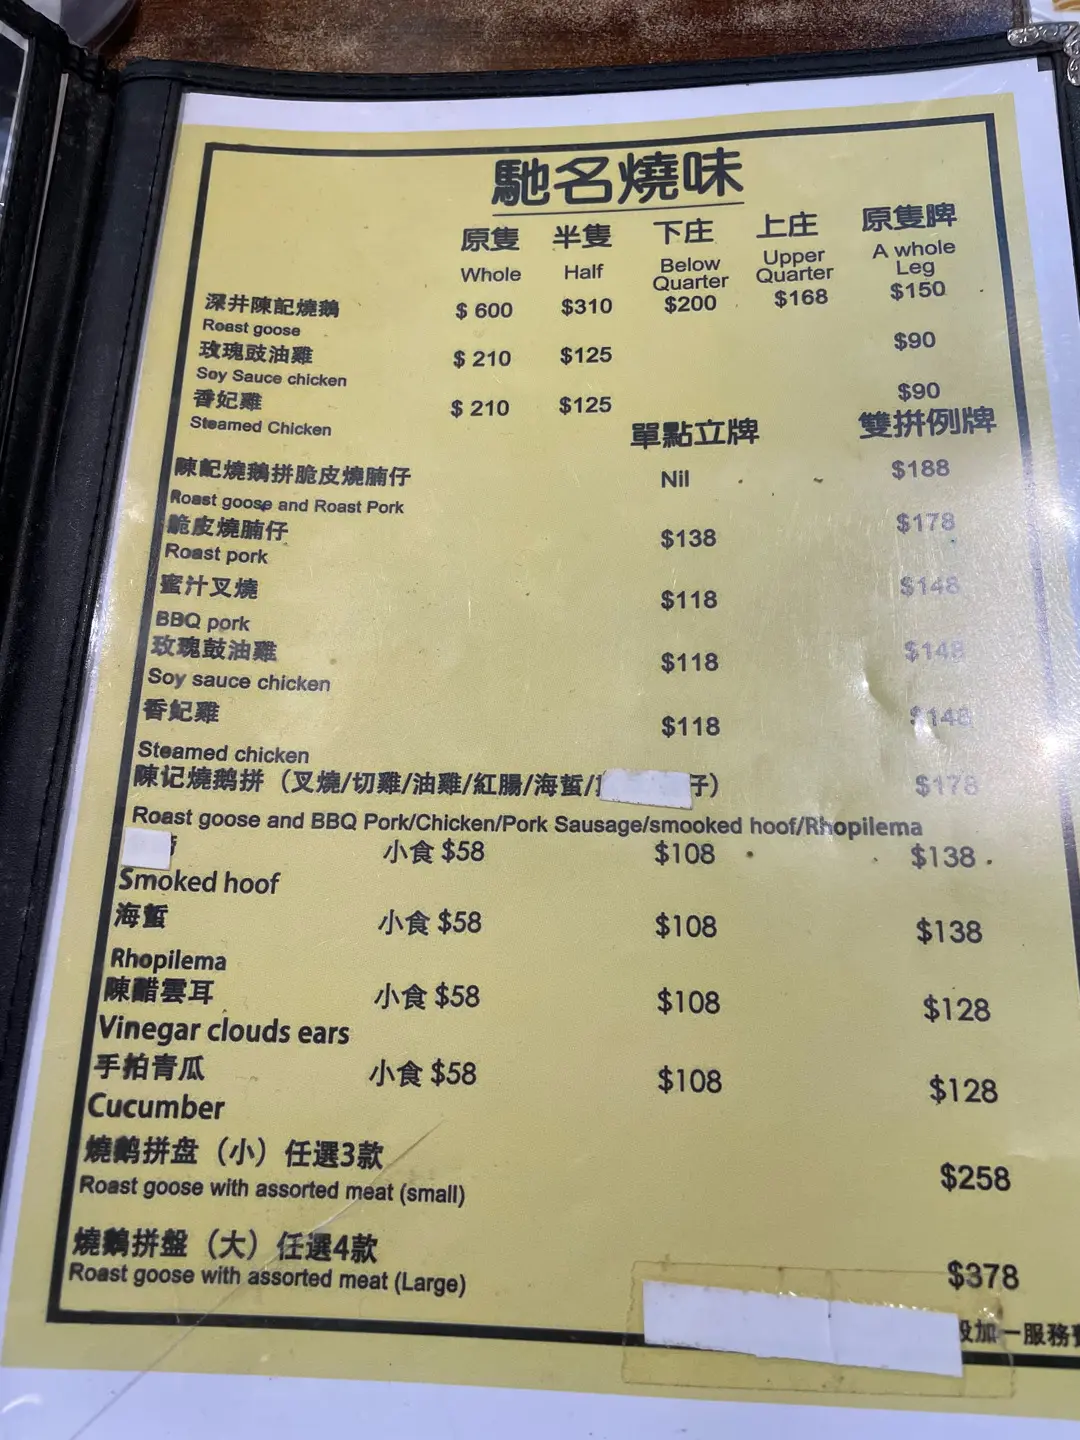 馳名燒味
原隻 半隻 下庄 上庄 原隻脾
Whole Half Below Quarter Upper Quarter A whole Leg
深井陳記燒鵝 $ 600 $310 $200 $168 $150
Roast goose
玫瑰豉油雞 $ 210 $125 $90
Soy Sauce chicken
香妃雞 $ 210 $125 $90
Steamed Chicken
單點立牌 雙拼例牌
陳記燒鵝拼脆皮燒腩仔 Nil $188
Roast goose and Roast Pork
脆皮燒腩仔 $138 $178
Roast pork
蜜汁叉燒 $118 $148
BBQ pork
玫瑰豉油雞 $118 $148
Soy sauce chicken
香妃雞 $118 $148
Steamed chicken
陳记燒鹅拼（叉燒/切雞/油雞/紅腸/海蜇/ 仔） $178
Roast goose and BBQ Pork/Chicken/Pork Sausage/smooked hoof/Rhopilema
小食 $58 $108 $138
Smoked hoof
海蜇 小食 $58 $108 $138
Rhopilema
陳醋雲耳 小食 $58 $108 $128
Vinegar clouds ears
手拍青瓜 小食 $58 $108 $128
Cucumber
燒鹅拼盘（小）任選3款 $258
Roast goose with assorted meat (small)
燒鵝拼盤（大）任選4款 $378
Roast goose with assorted meat (Large)
加一服務